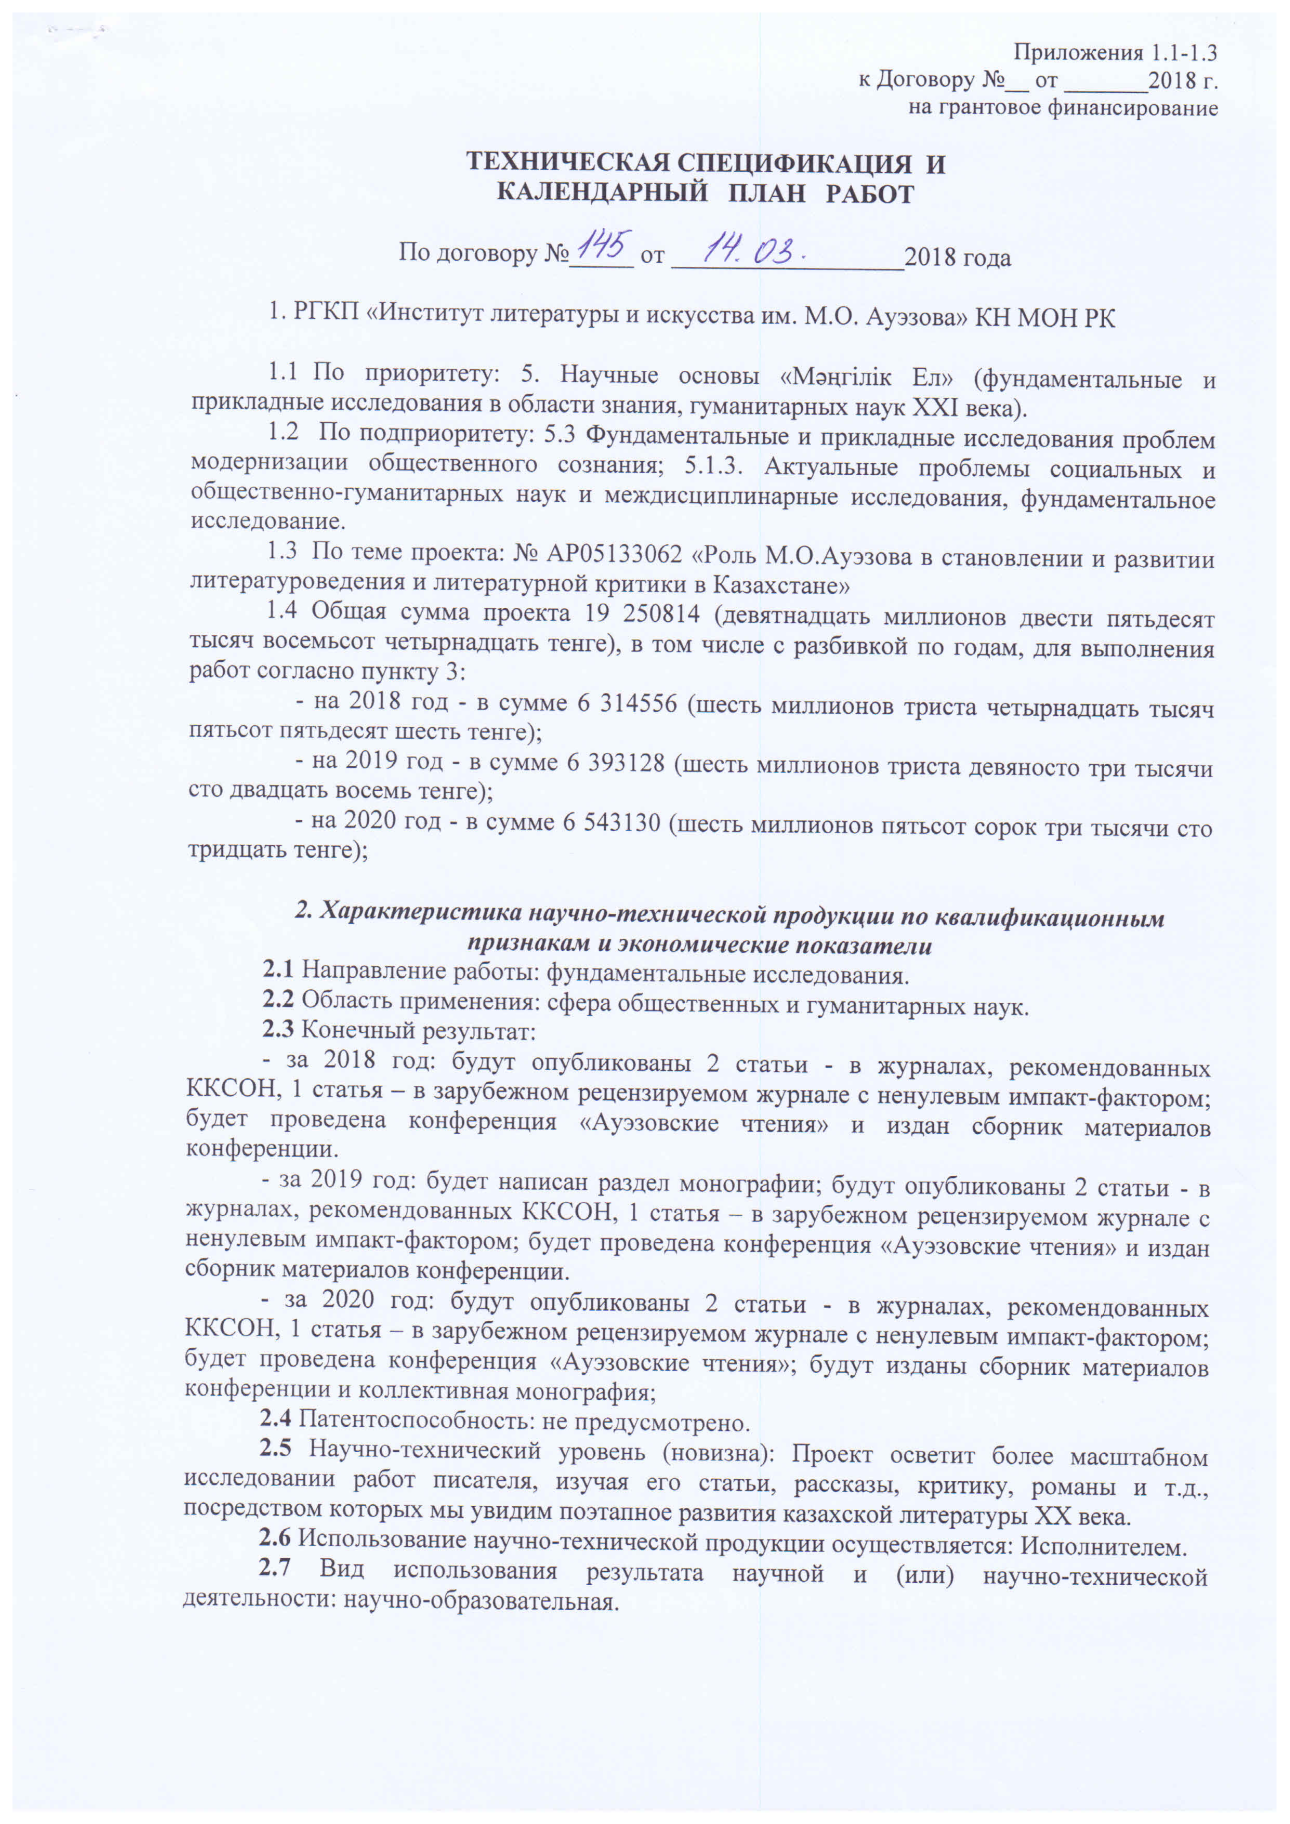 Приложения 1.1-1.3
к Договору №__ от _______2018 г.
на грантовое финансирование
ТЕХНИЧЕСКАЯ СПЕЦИФИКАЦИЯ И
КАЛЕНДАРНЫЙ ПЛАН РАБОТ
По договору №145 от 14.03.2018 года
1. РГКП «Институт литературы и искусства им. М.О. Ауэзова» КН МОН РК
1.1 По приоритету: 5. Научные основы «Мәңгілік Ел» (фундаментальные и
прикладные исследования в области знания, гуманитарных наук XXI века).
1.2 По подприоритету: 5.3 Фундаментальные и прикладные исследования проблем
модернизации общественного сознания; 5.1.3. Актуальные проблемы социальных и
общественно-гуманитарных наук и междисциплинарные исследования, фундаментальное
исследование.
1.3 По теме проекта: № АР05133062 «Роль М.О.Ауэзова в становлении и развитии
литературоведения и литературной критики в Казахстане»
1.4 Общая сумма проекта 19 250814 (девятнадцать миллионов двести пятьдесят
тысяч восемьсот четырнадцать тенге), в том числе с разбивкой по годам, для выполнения
работ согласно пункту 3:
- на 2018 год - в сумме 6 314556 (шесть миллионов триста четырнадцать тысяч
пятьсот пятьдесят шесть тенге);
- на 2019 год - в сумме 6 393128 (шесть миллионов триста девяносто три тысячи
сто двадцать восемь тенге);
- на 2020 год - в сумме 6 543130 (шесть миллионов пятьсот сорок три тысячи сто
тридцать тенге);
2. Характеристика научно-технической продукции по квалификационным
признакам и экономические показатели
2.1 Направление работы: фундаментальные исследования.
2.2 Область применения: сфера общественных и гуманитарных наук.
2.3 Конечный результат:
- за 2018 год: будут опубликованы 2 статьи - в журналах, рекомендованных
ККСОН, 1 статья – в зарубежном рецензируемом журнале с ненулевым импакт-фактором;
будет проведена конференция «Ауэзовские чтения» и издан сборник материалов
конференции.
- за 2019 год: будет написан раздел монографии; будут опубликованы 2 статьи - в
журналах, рекомендованных ККСОН, 1 статья – в зарубежном рецензируемом журнале с
ненулевым импакт-фактором; будет проведена конференция «Ауэзовские чтения» и издан
сборник материалов конференции.
- за 2020 год: будут опубликованы 2 статьи - в журналах, рекомендованных
ККСОН, 1 статья – в зарубежном рецензируемом журнале с ненулевым импакт-фактором;
будет проведена конференция «Ауэзовские чтения»; будут изданы сборник материалов
конференции и коллективная монография;
2.4 Патентоспособность: не предусмотрено.
2.5 Научно-технический уровень (новизна): Проект осветит более масштабном
исследовании работ писателя, изучая его статьи, рассказы, критику, романы и т.д.,
посредством которых мы увидим поэтапное развития казахской литературы XX века.
2.6 Использование научно-технической продукции осуществляется: Исполнителем.
2.7 Вид использования результата научной и (или) научно-технической
деятельности: научно-образовательная.